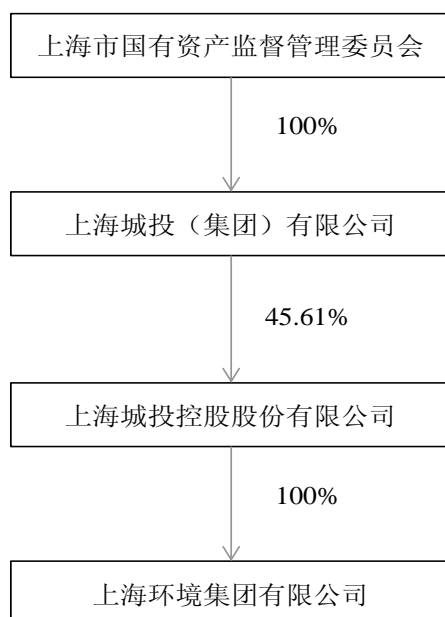 上海市国有资产监督管理委员会
100%
上海城投（集团）有限公司
45.61%
上海城投控股股份有限公司
100%
上海环境集团有限公司